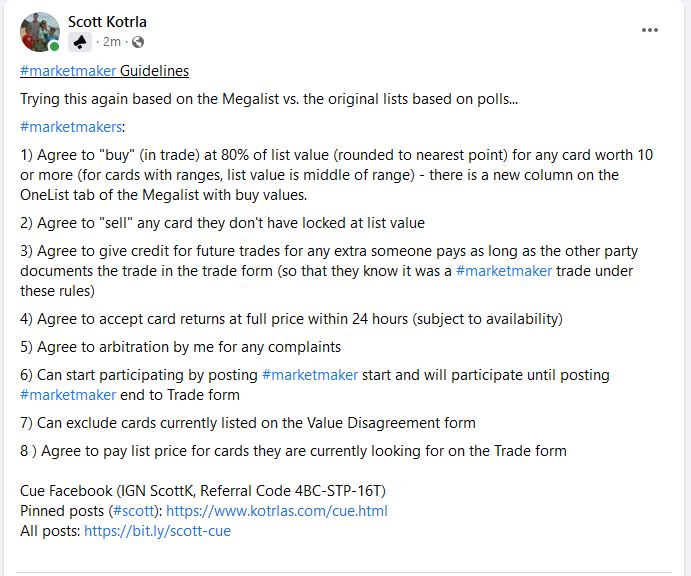 Scott Kotrla
· 2m ·
#marketmaker Guidelines
Trying this again based on the Megalist vs. the original lists based on polls...
#marketmakers:
1) Agree to "buy" (in trade) at 80% of list value (rounded to nearest point) for any card worth 10
or more (for cards with ranges, list value is middle of range) - there is a new column on the
OneList tab of the Megalist with buy values.
2) Agree to "sell" any card they don't have locked at list value
3) Agree to give credit for future trades for any extra someone pays as long as the other party
documents the trade in the trade form (so that they know it was a #marketmaker trade under
these rules)
4) Agree to accept card returns at full price within 24 hours (subject to availability)
5) Agree to arbitration by me for any complaints
6) Can start participating by posting #marketmaker start and will participate until posting
#marketmaker end to Trade form
7) Can exclude cards currently listed on the Value Disagreement form
8 ) Agree to pay list price for cards they are currently looking for on the Trade form
Cue Facebook (IGN ScottK, Referral Code 4BC-STP-16T)
Pinned posts (#scott): https://www.kotrlas.com/cue.html
All posts: https://bit.ly/scott-cue